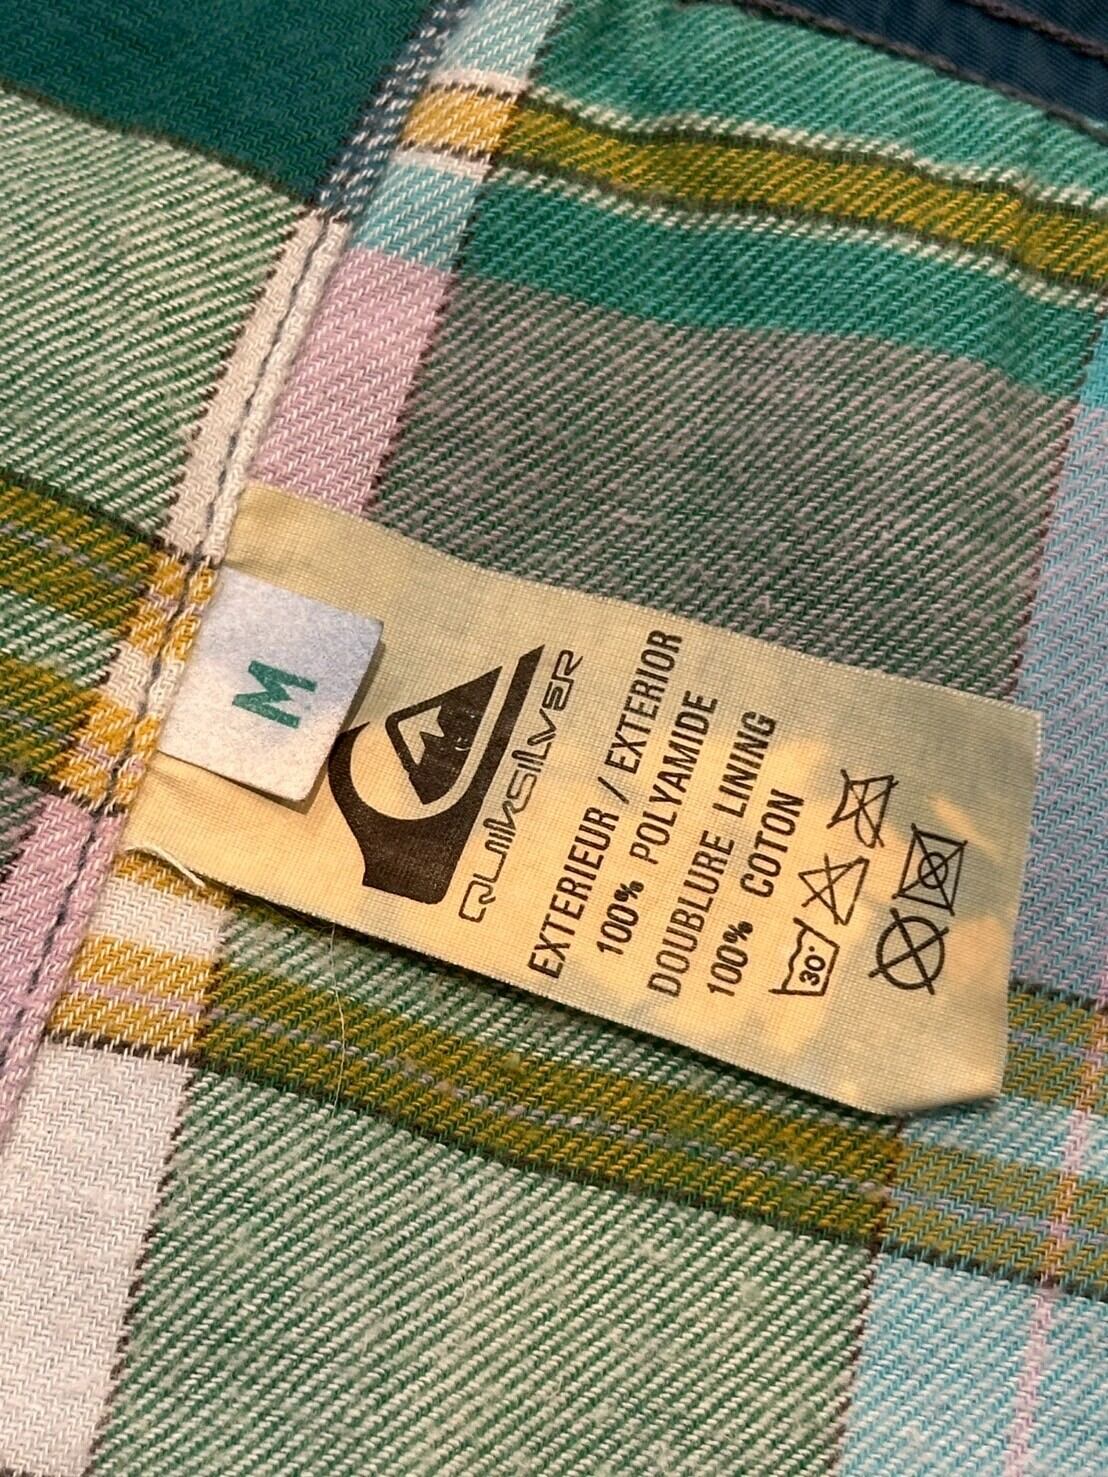 M
QUIKSILVER
EXTERIEUR / EXTERIOR
100% POLYAMIDE
DOUBLURE LINING
100% COTON
30°